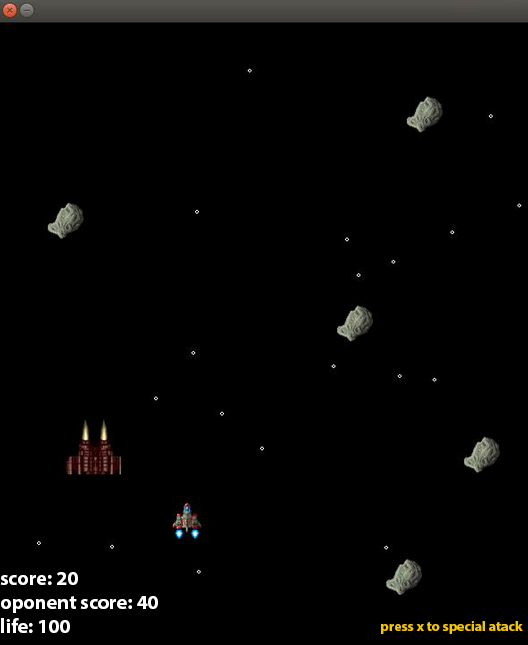 score: 20
oponent score: 40
life: 100
press x to special atack